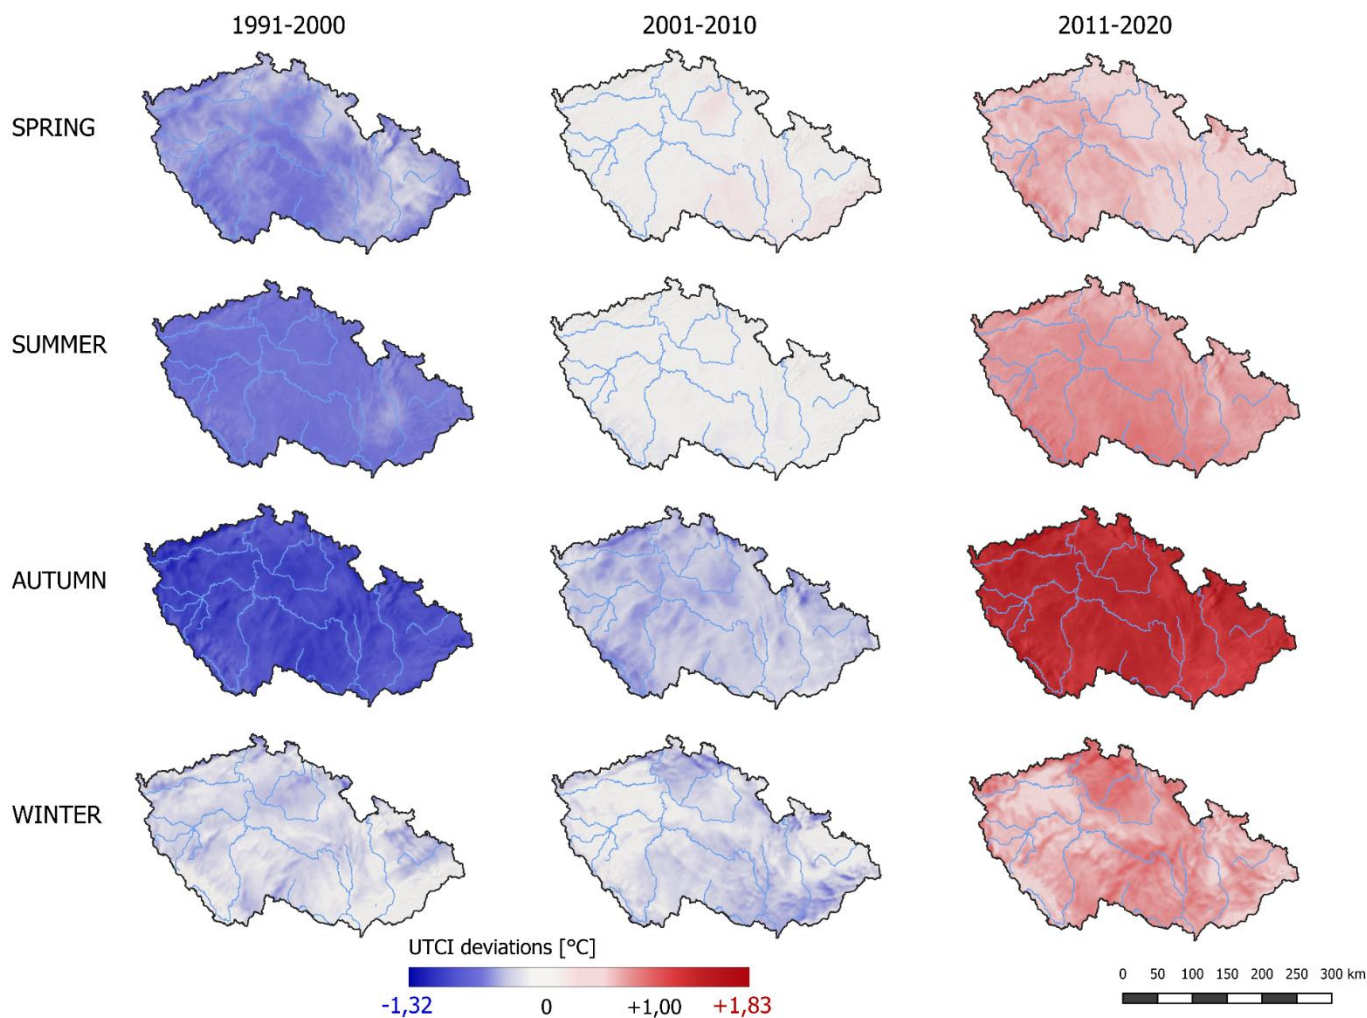 1991-2000 2001-2010 2011-2020
SPRING
SUMMER
AUTUMN
WINTER
UTCI deviations [°C]
-1,32 0 +1,00 +1,83
0 50 100 150 200 250 300 km